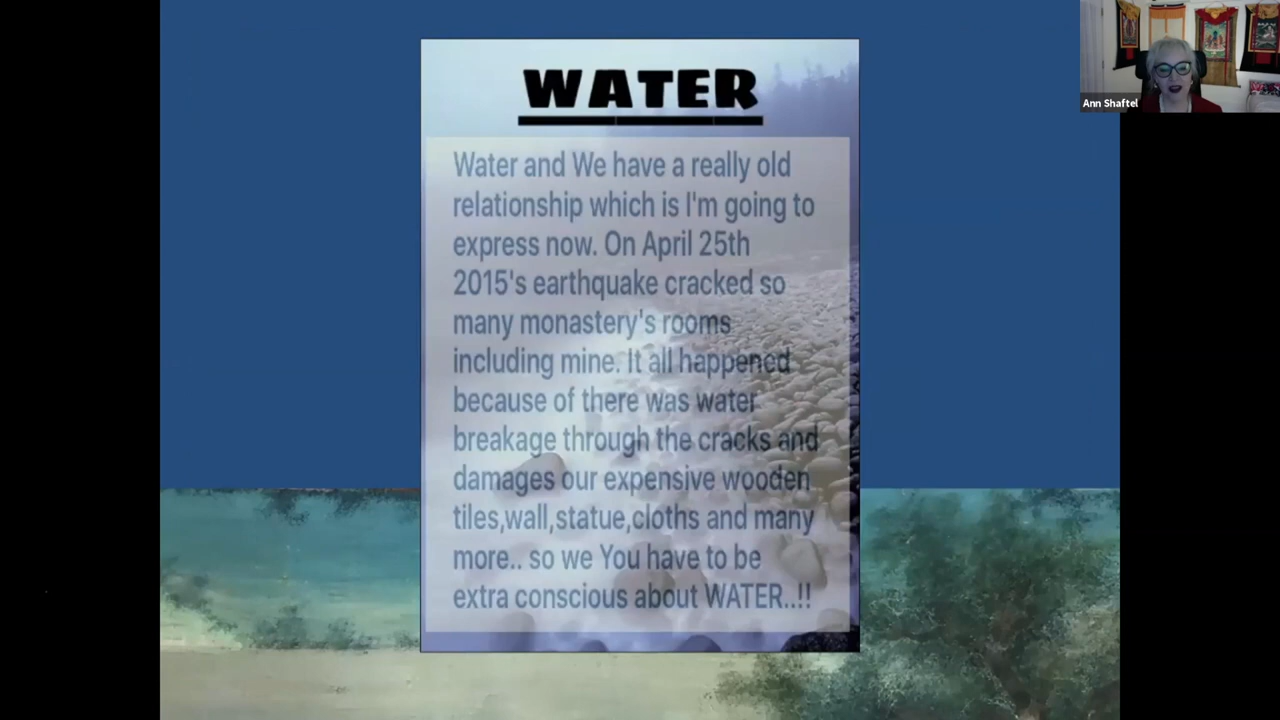 WATER
Water and We have a really old
relationship which is I'm going to
express now. On April 25th
2015's earthquake cracked so
many monastery's rooms
including mine. It all happened
because of there was water
breakage through the cracks and
damages our expensive wooden
tiles,wall,statue,cloths and many
more.. so we You have to be
extra conscious about WATER..!!
Ann Shaftel